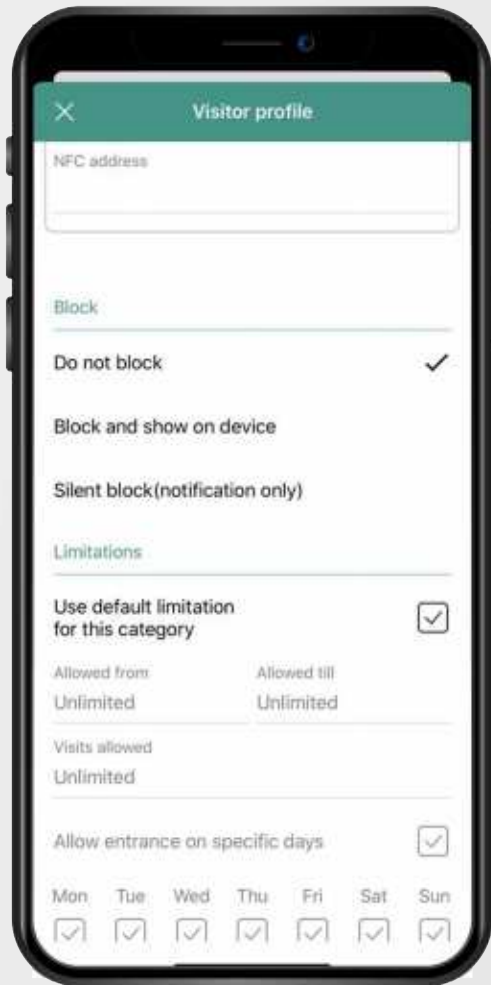 Visitor profile
NFC address
Block
Do not block
Block and show on device
Silent block(notification only)
Limitations
Use default limitation
for this category
Allowed from Allowed till
Unlimited Unlimited
Visits allowed
Unlimited
Allow entrance on specific days
Mon Tue Wed Thu Fri Sat Sun